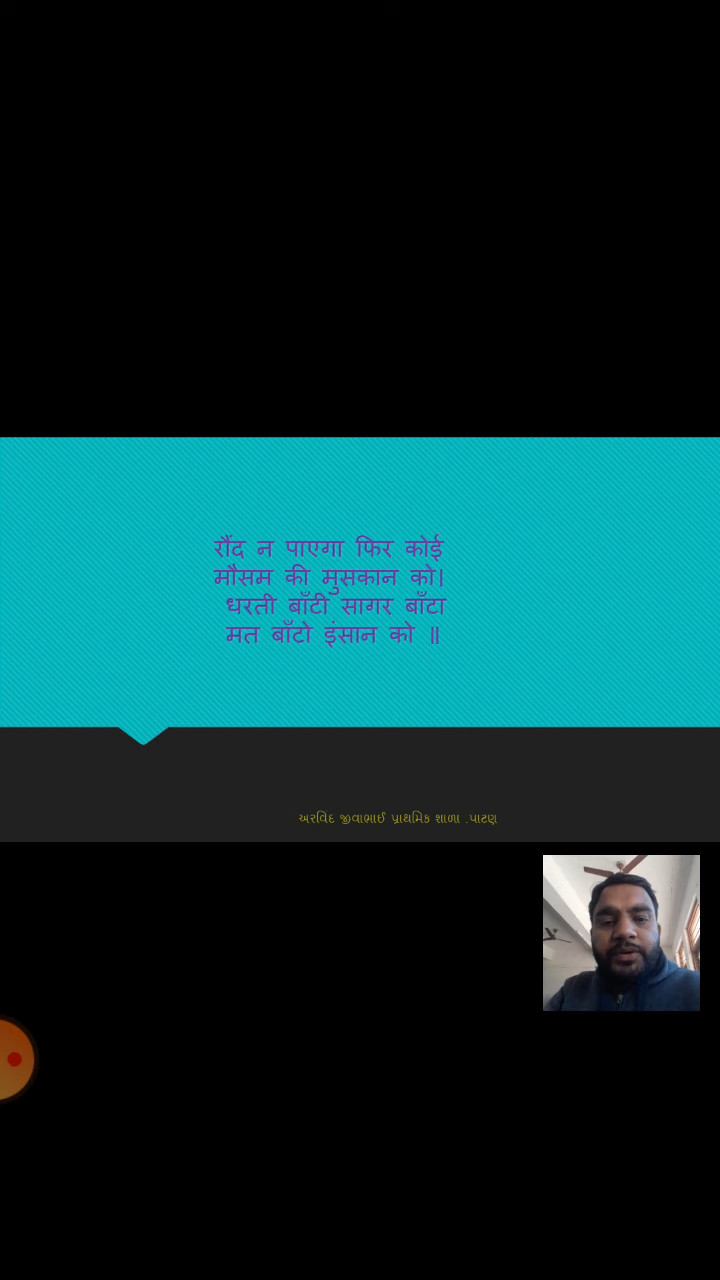 रौंद न पाएगा फिर कोई
मौसम की मुसकान को।
धरती बाँटी सागर बाँटा
मत बाँटो इंसान को ॥
અરવિંદ જીવાભાઈ પ્રાથમિક શાળા .પાટણ